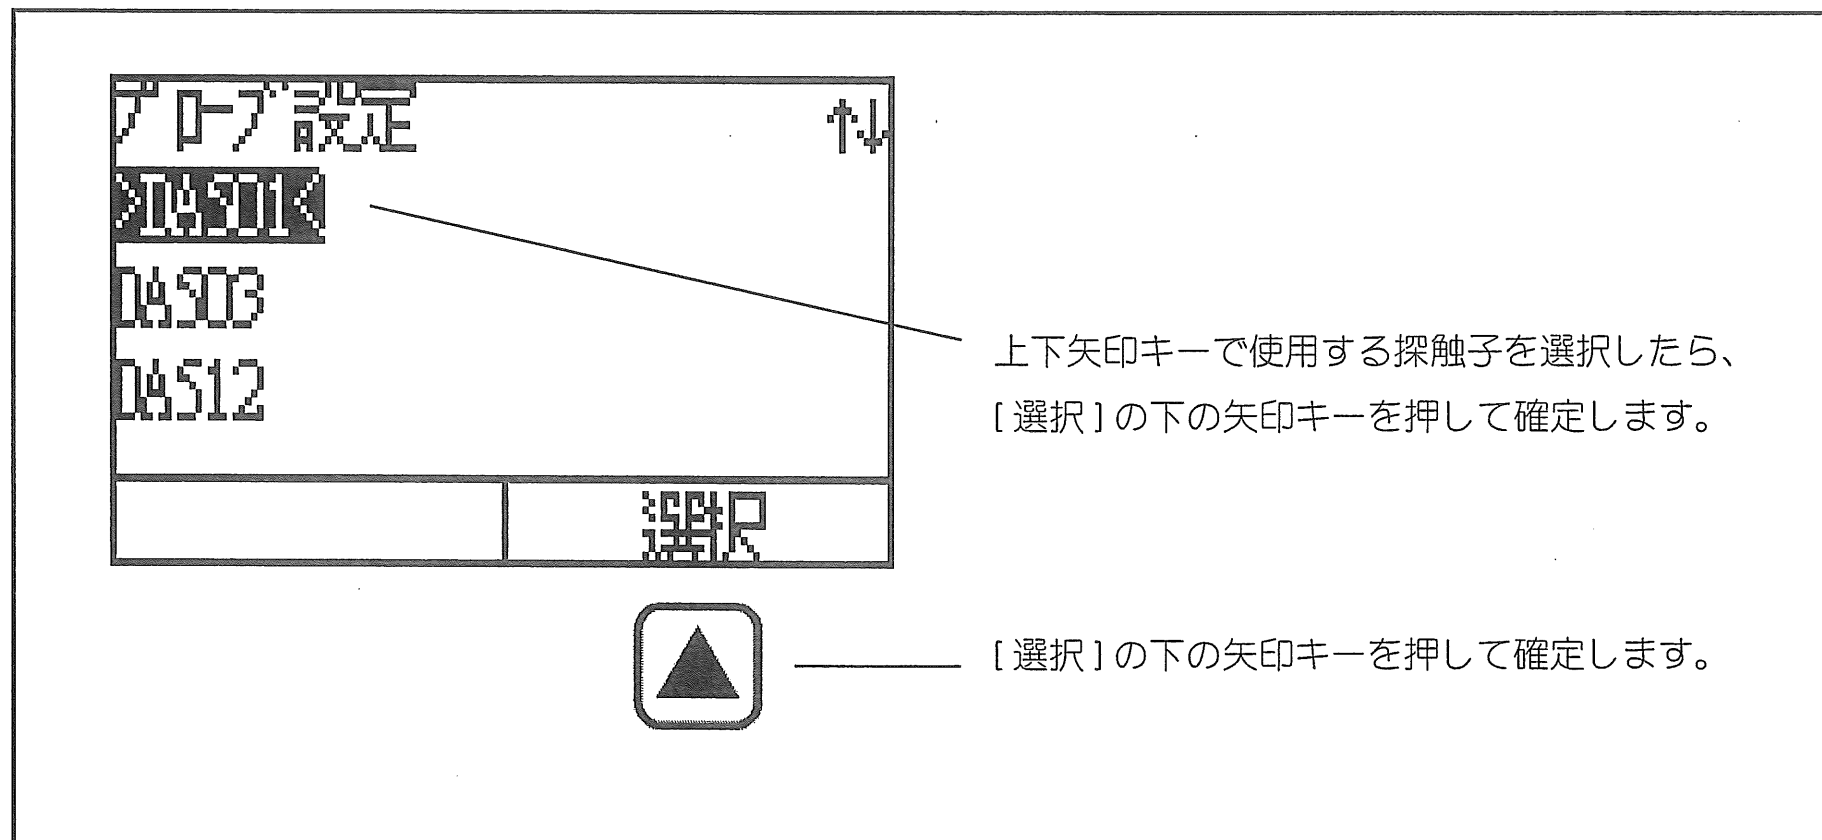 プローブ設定 ↑↓
>DA501<
DA503
DA512
選択
上下矢印キーで使用する探触子を選択したら、
[選択]の下の矢印キーを押して確定します。
[選択]の下の矢印キーを押して確定します。